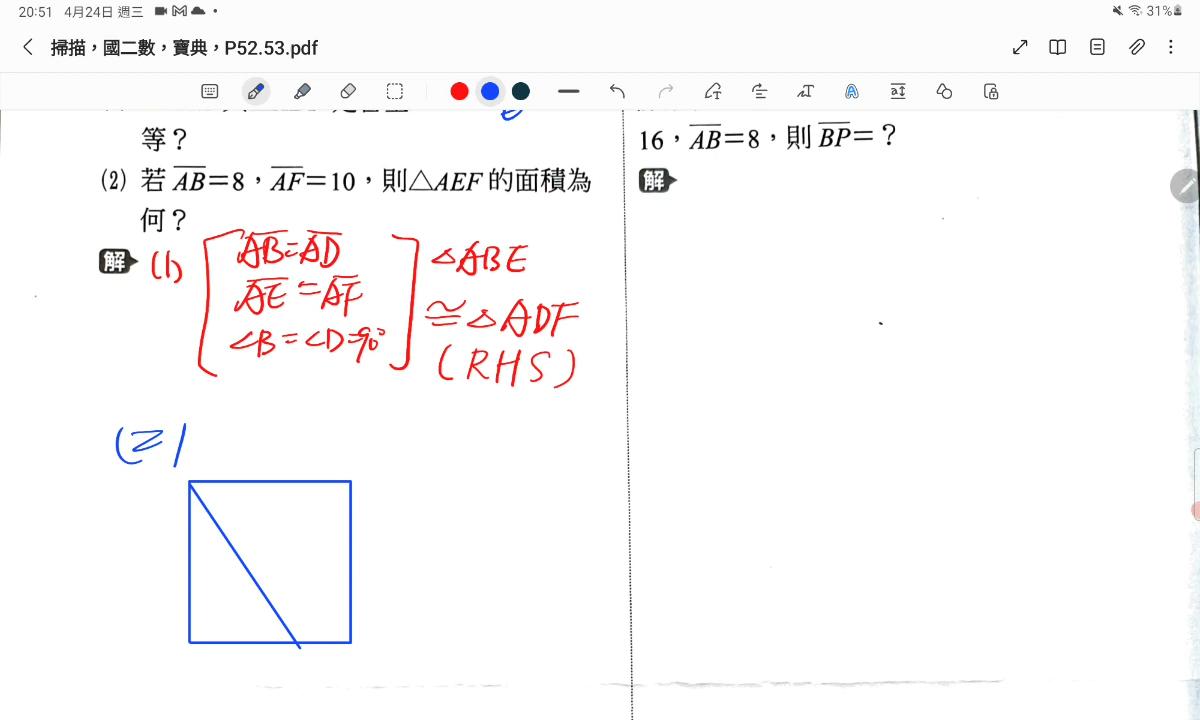 20:51 4月24日 週三
31%
掃描，國二數，寶典，P52.53.pdf
等？
(2) 若 AB=8，AF=10，則△AEF 的面積為
何？
解 (1) AB=AD
AE=AF
∠B=∠D=90°
△ABE
≅△ADF
(RHS)
(2)
16，AB=8，則 BP=？
解